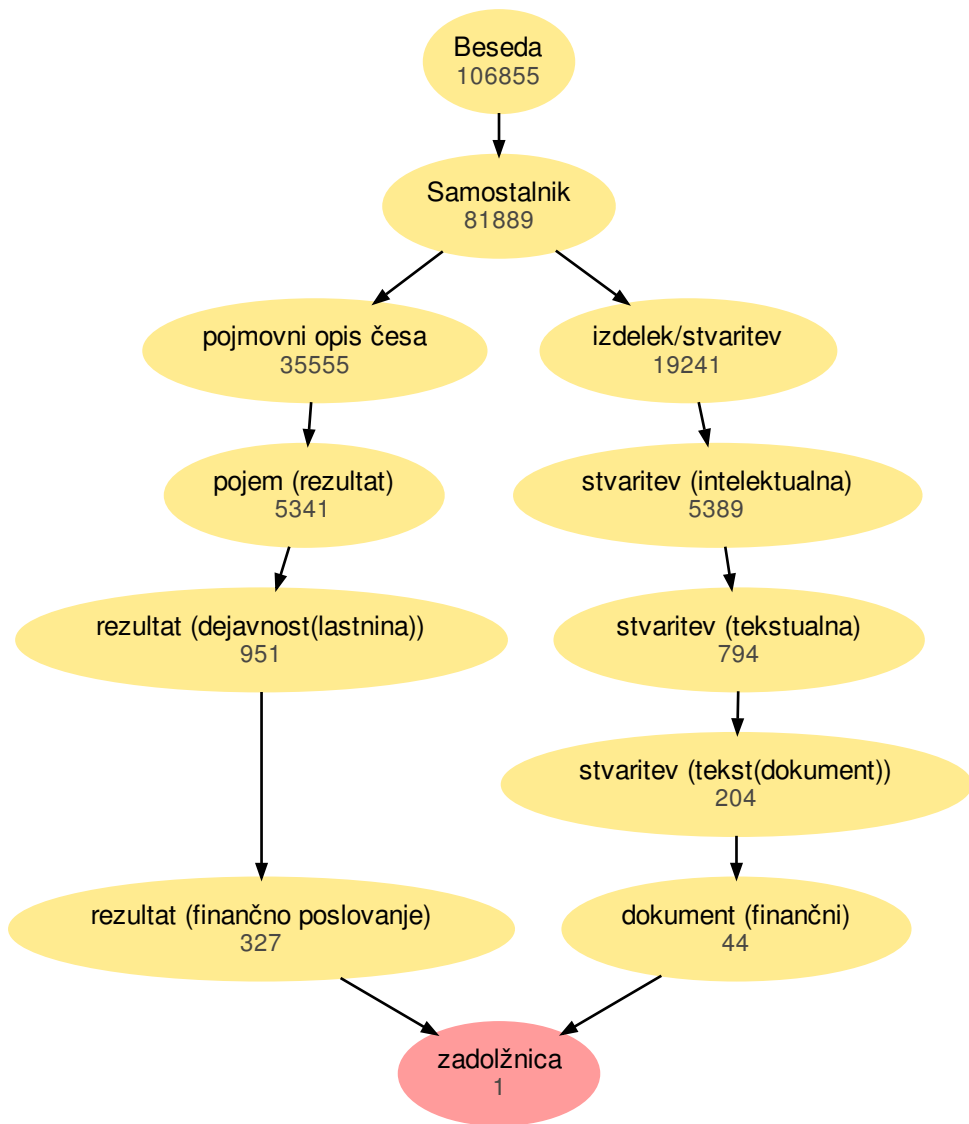 Beseda
106855
Samostalnik
81889
pojmovni opis česa
35555
izdelek/stvaritev
19241
pojem (rezultat)
5341
stvaritev (intelektualna)
5389
rezultat (dejavnost(lastnina))
951
stvaritev (tekstualna)
794
stvaritev (tekst(dokument))
204
rezultat (finančno poslovanje)
327
dokument (finančni)
44
zadolžnica
1